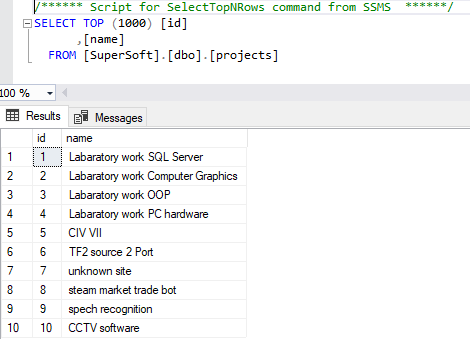 /****** Script for SelectTopNRows command from SSMS  ******/
SELECT TOP (1000) [id]
,[name]
FROM [SuperSoft].[dbo].[projects]
100 %
Results Messages
id name
1 1 Labaratory work SQL Server
2 2 Labaratory work Computer Graphics
3 3 Labaratory work OOP
4 4 Labaratory work PC hardware
5 5 CIV VII
6 6 TF2 source 2 Port
7 7 unknown site
8 8 steam market trade bot
9 9 spech recognition
10 10 CCTV software